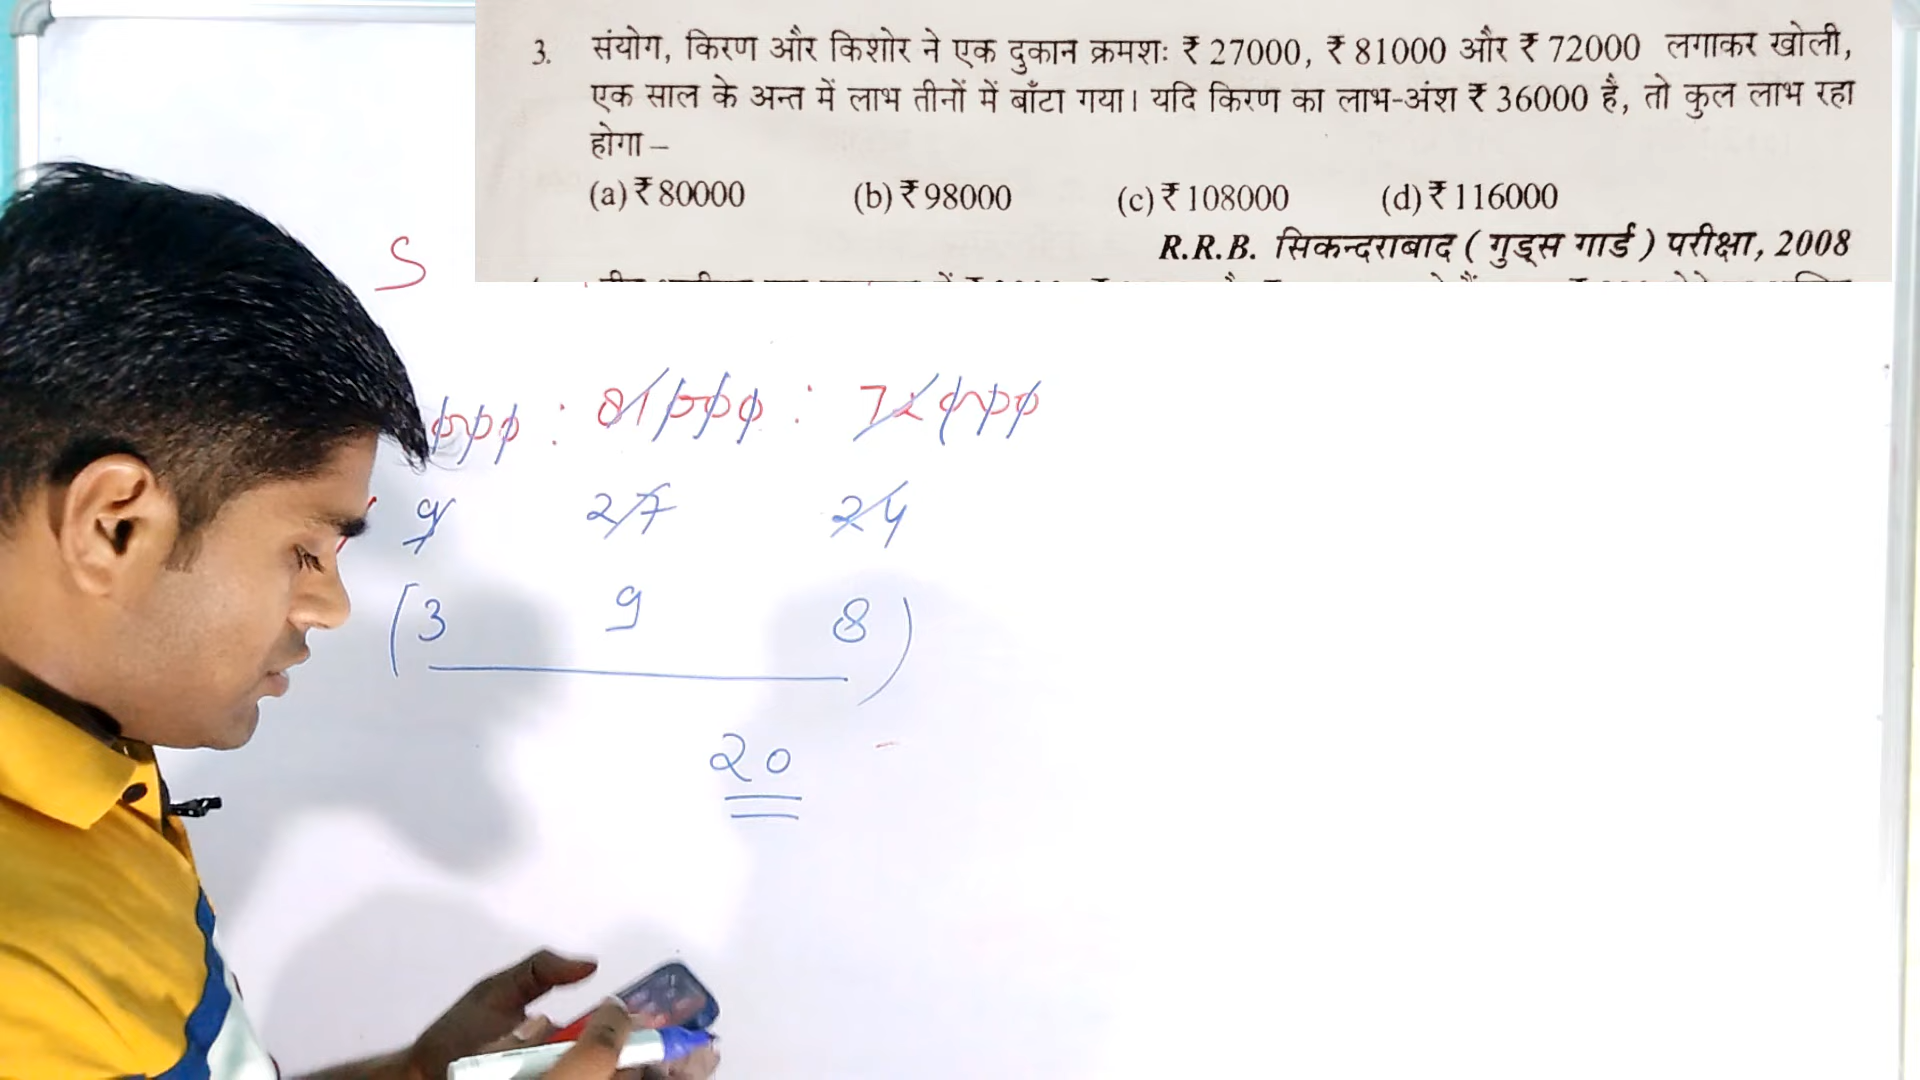 3. संयोग, किरण और किशोर ने एक दुकान क्रमशः ₹ 27000, ₹ 81000 और ₹ 72000 लगाकर खोली,
एक साल के अन्त में लाभ तीनों में बाँटा गया। यदि किरण का लाभ-अंश ₹ 36000 है, तो कुल लाभ रहा
होगा –
(a) ₹ 80000 (b) ₹ 98000 (c) ₹ 108000 (d) ₹ 116000
R.R.B. सिकन्दराबाद ( गुड्स गार्ड ) परीक्षा, 2008
S
000 : 81000 : 72000
9 27 24
(3 9 8)
20